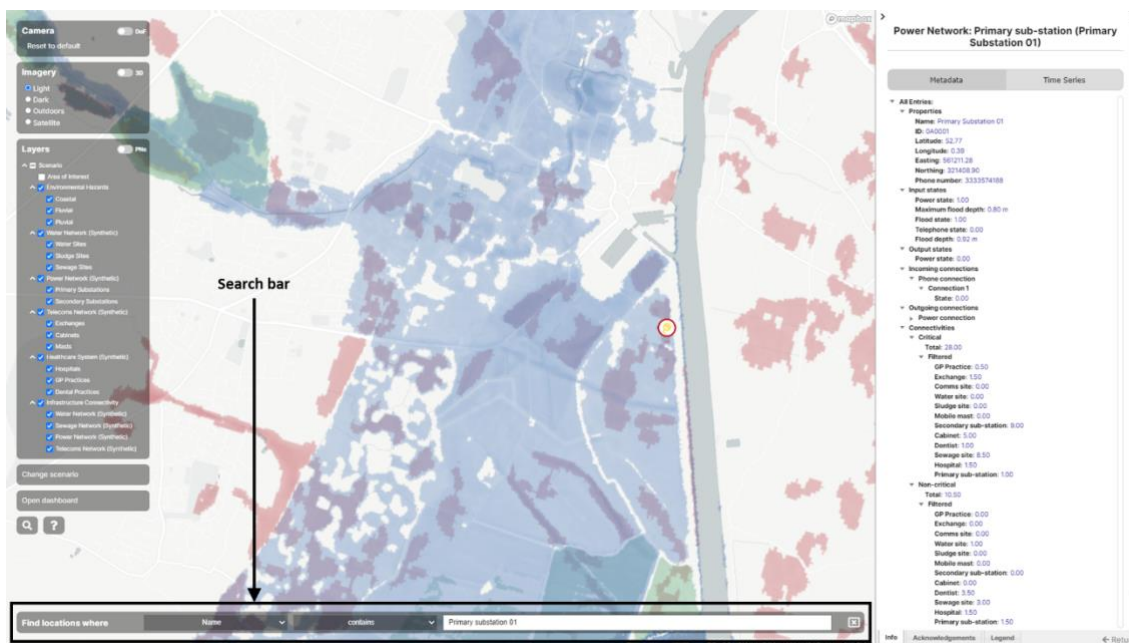 Camera
DoF
Reset to default
Imagery
3D
Light
Dark
Outdoors
Satellite
Layers
PNs
Scenario
Area of Interest
Environmental Hazards
Coastal
Fluvial
Pluvial
Water Network (Synthetic)
Water Sites
Sludge Sites
Sewage Sites
Power Network (Synthetic)
Primary Substations
Secondary Substations
Telecoms Network (Synthetic)
Exchanges
Cabinets
Masts
Healthcare System (Synthetic)
Hospitals
GP Practices
Dental Practices
Infrastructure Connectivity
Water Network (Synthetic)
Sewage Network (Synthetic)
Power Network (Synthetic)
Telecoms Network (Synthetic)
Change scenario
Open dashboard
?
Search bar
Find locations where Name contains Primary substation 01
mapbox
Power Network: Primary sub-station (Primary
Substation 01)
Metadata Time Series
All Entries:
Properties
Name: Primary Substation 01
ID: 0A0001
Latitude: 52.77
Longitude: 0.39
Easting: 561211.28
Northing: 321408.90
Phone number: 3333574188
Input states
Power state: 1.00
Maximum flood depth: 0.80 m
Flood state: 1.00
Telephone state: 0.00
Flood depth: 0.92 m
Output states
Power state: 0.00
Incoming connections
Phone connection
Connection 1
State: 0.00
Outgoing connections
Power connection
Connectivities
Critical
Total: 28.00
Filtered
GP Practice: 0.50
Exchange: 1.50
Comms site: 0.00
Water site: 0.00
Sludge site: 0.00
Mobile mast: 0.00
Secondary sub-station: 9.00
Cabinet: 5.00
Dentist: 1.00
Sewage site: 8.50
Hospital: 1.50
Primary sub-station: 1.00
Non-critical
Total: 10.50
Filtered
GP Practice: 0.00
Exchange: 0.00
Comms site: 0.00
Water site: 1.00
Sludge site: 0.00
Mobile mast: 0.00
Secondary sub-station: 0.00
Cabinet: 0.00
Dentist: 3.50
Sewage site: 3.00
Hospital: 1.50
Primary sub-station: 1.50
Info Acknowledgements Legend ← Retu